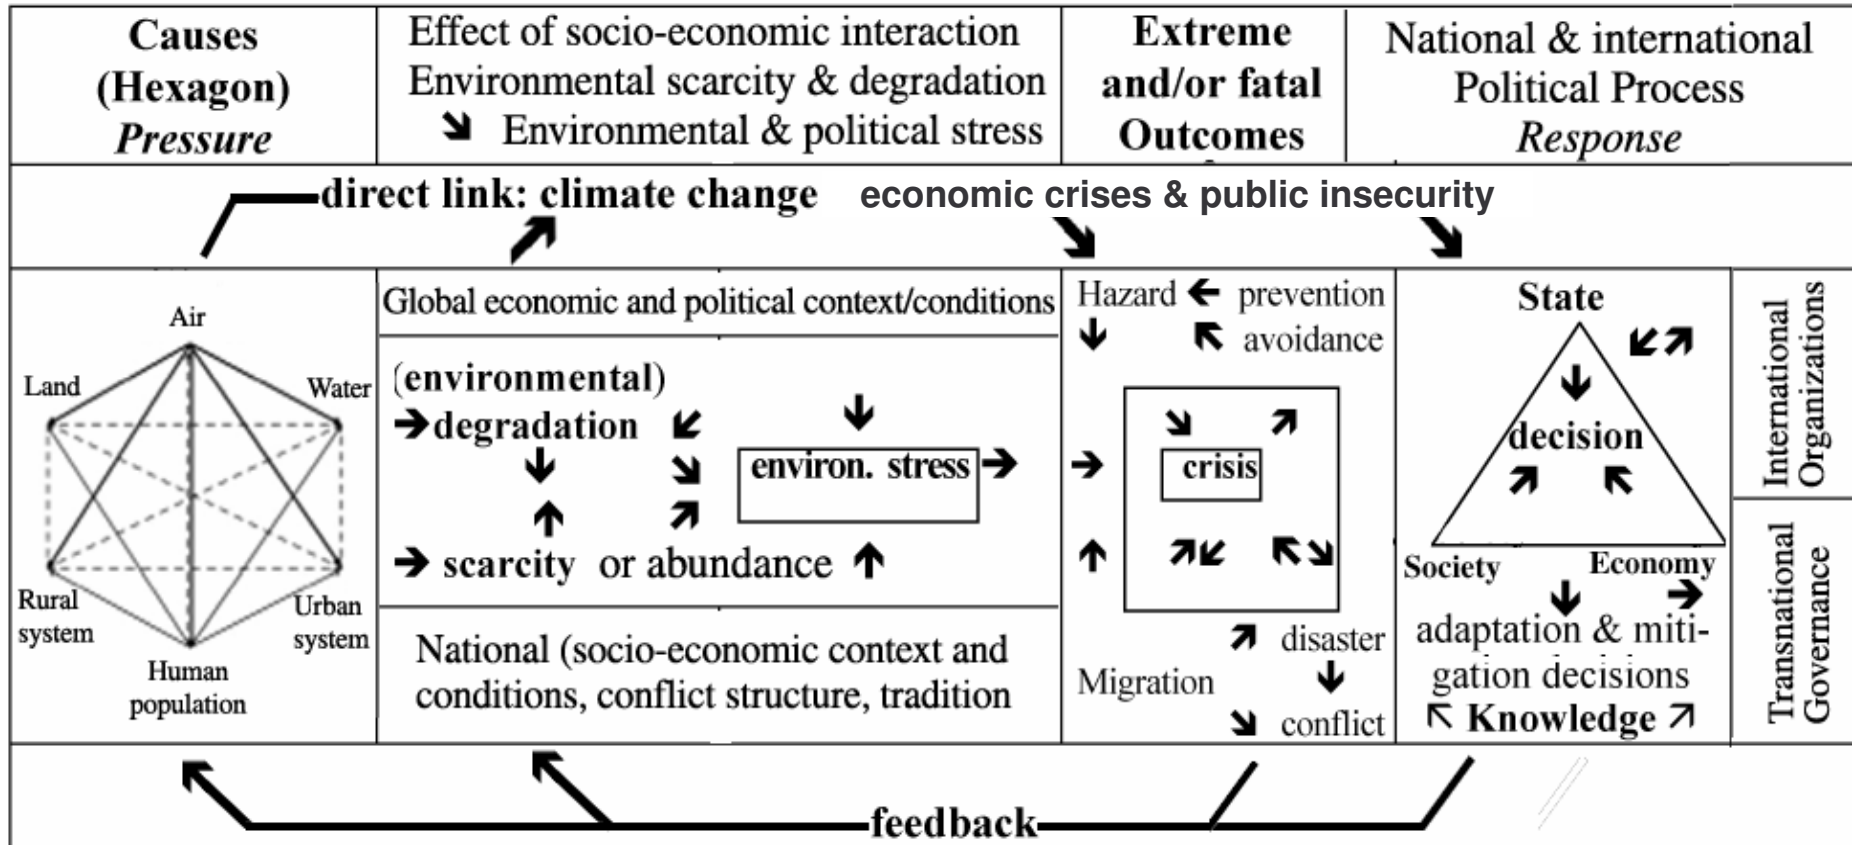 Causes
(Hexagon)
Pressure
Effect of socio-economic interaction
Environmental scarcity & degradation
Environmental & political stress
Extreme
and/or fatal
Outcomes
National & international
Political Process
Response
direct link: climate change economic crises & public insecurity
Air
Land
Water
Rural
system
Urban
system
Human
population
Global economic and political context/conditions
(environmental)
degradation
environ. stress
scarcity or abundance
National (socio-economic context and
conditions, conflict structure, tradition
Hazard prevention
avoidance
crisis
disaster
Migration
conflict
State
decision
Society
Economy
adaptation & miti-
gation decisions
Knowledge
International
Organizations
Transnational
Governance
feedback